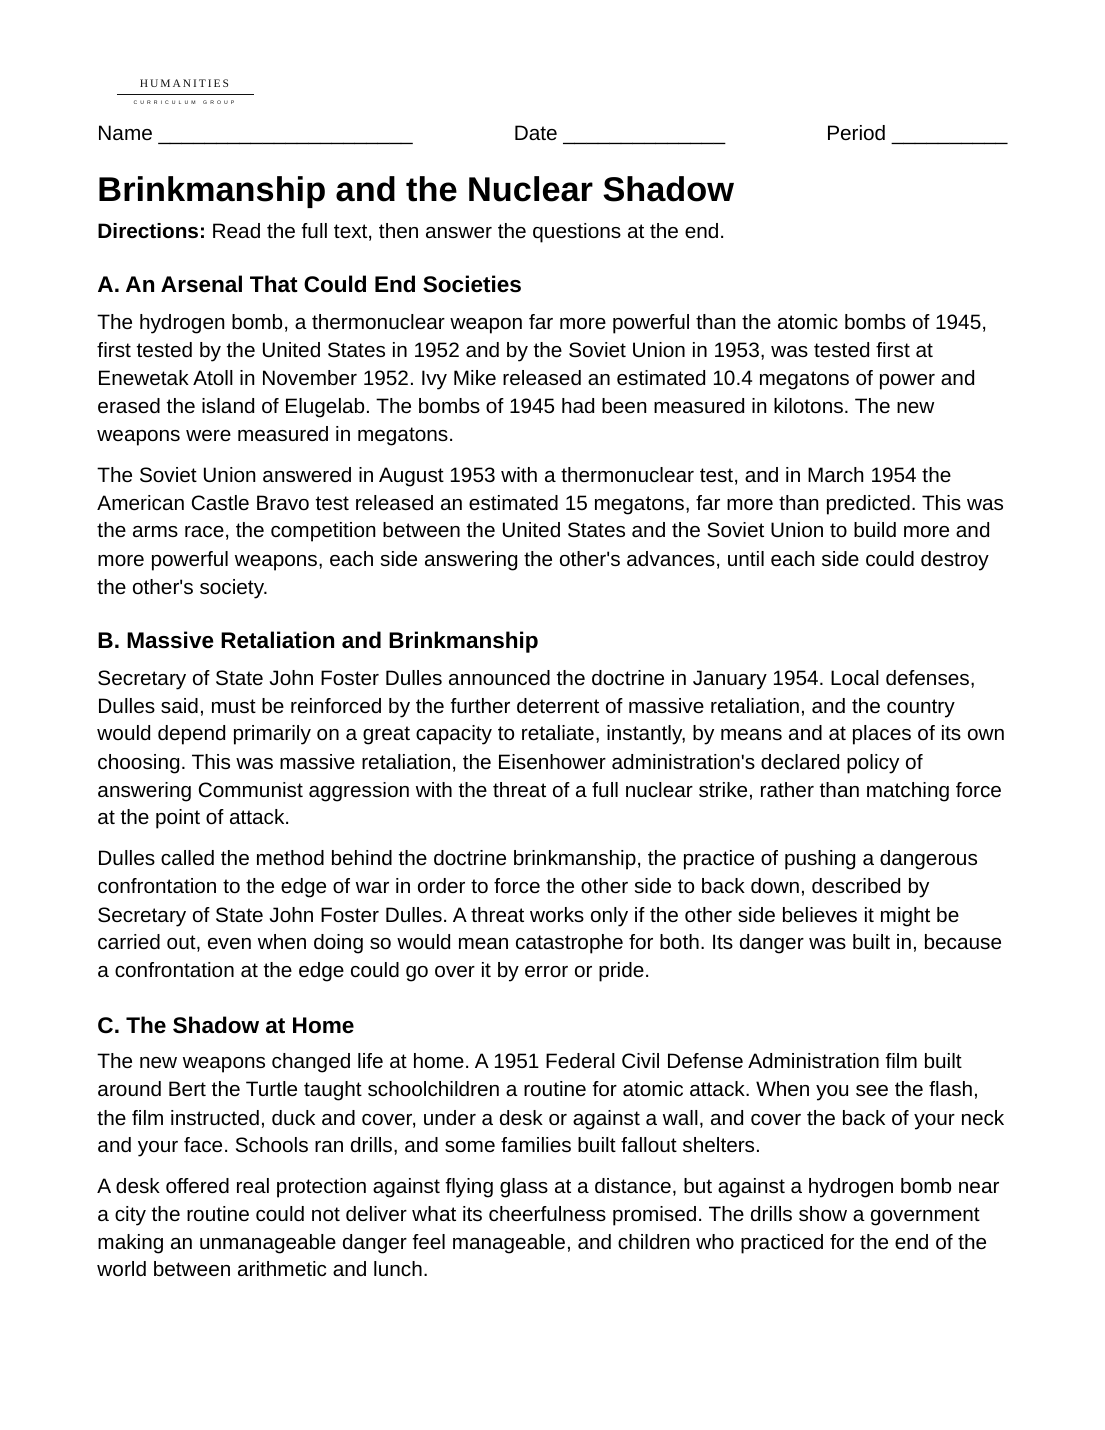 HUMANITIES
CURRICULUM GROUP
Name ______________________ Date ______________ Period __________
Brinkmanship and the Nuclear Shadow
Directions: Read the full text, then answer the questions at the end.
A. An Arsenal That Could End Societies
The hydrogen bomb, a thermonuclear weapon far more powerful than the atomic bombs of 1945,
first tested by the United States in 1952 and by the Soviet Union in 1953, was tested first at
Enewetak Atoll in November 1952. Ivy Mike released an estimated 10.4 megatons of power and
erased the island of Elugelab. The bombs of 1945 had been measured in kilotons. The new
weapons were measured in megatons.
The Soviet Union answered in August 1953 with a thermonuclear test, and in March 1954 the
American Castle Bravo test released an estimated 15 megatons, far more than predicted. This was
the arms race, the competition between the United States and the Soviet Union to build more and
more powerful weapons, each side answering the other's advances, until each side could destroy
the other's society.
B. Massive Retaliation and Brinkmanship
Secretary of State John Foster Dulles announced the doctrine in January 1954. Local defenses,
Dulles said, must be reinforced by the further deterrent of massive retaliation, and the country
would depend primarily on a great capacity to retaliate, instantly, by means and at places of its own
choosing. This was massive retaliation, the Eisenhower administration's declared policy of
answering Communist aggression with the threat of a full nuclear strike, rather than matching force
at the point of attack.
Dulles called the method behind the doctrine brinkmanship, the practice of pushing a dangerous
confrontation to the edge of war in order to force the other side to back down, described by
Secretary of State John Foster Dulles. A threat works only if the other side believes it might be
carried out, even when doing so would mean catastrophe for both. Its danger was built in, because
a confrontation at the edge could go over it by error or pride.
C. The Shadow at Home
The new weapons changed life at home. A 1951 Federal Civil Defense Administration film built
around Bert the Turtle taught schoolchildren a routine for atomic attack. When you see the flash,
the film instructed, duck and cover, under a desk or against a wall, and cover the back of your neck
and your face. Schools ran drills, and some families built fallout shelters.
A desk offered real protection against flying glass at a distance, but against a hydrogen bomb near
a city the routine could not deliver what its cheerfulness promised. The drills show a government
making an unmanageable danger feel manageable, and children who practiced for the end of the
world between arithmetic and lunch.